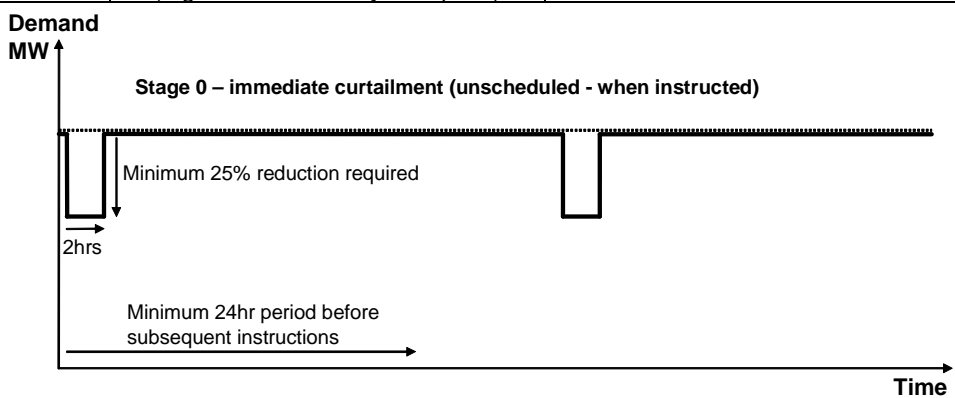 Demand
MW
Stage 0 – immediate curtailment (unscheduled - when instructed)
Minimum 25% reduction required
2hrs
Minimum 24hr period before
subsequent instructions
Time